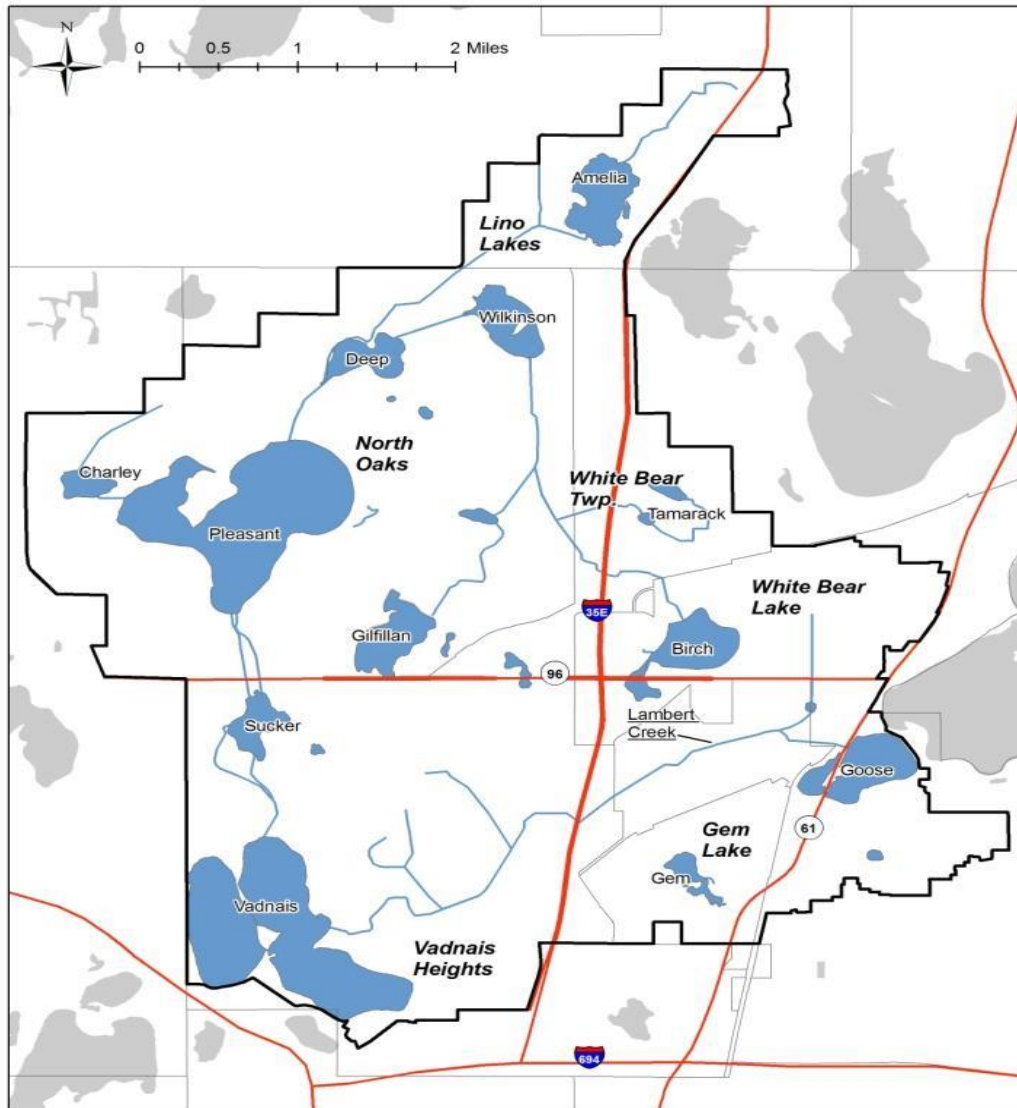 N
0 0.5 1 2 Miles
Amelia
Lino
Lakes
Wilkinson
Deep
North
Oaks
Charley
White Bear
Twp.
Tamarack
Pleasant
White Bear
Lake
35E
Gilfillan
Birch
96
Sucker
Lambert
Creek
Goose
61
Gem
Lake
Gem
Vadnais
Vadnais
Heights
694